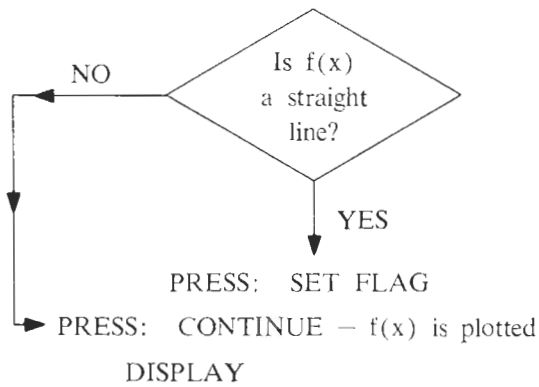 Is f(x)
NO
a straight
line?
YES
PRESS: SET FLAG
PRESS: CONTINUE – f(x) is plotted
DISPLAY